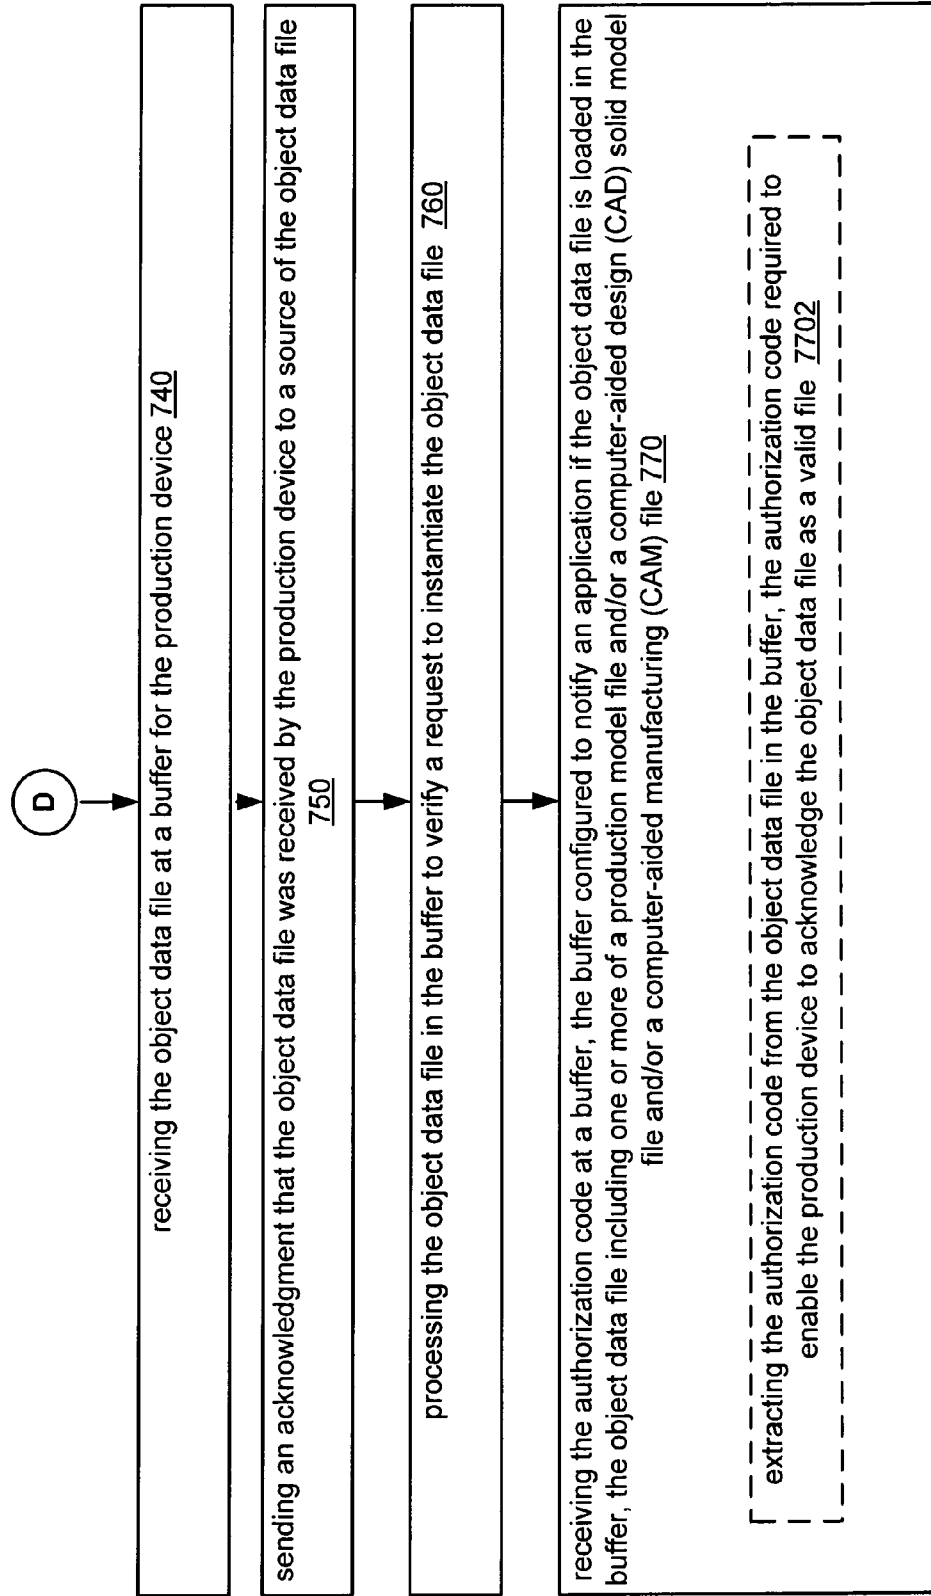 D
receiving the object data file at a buffer for the production device 740
sending an acknowledgment that the object data file was received by the production device to a source of the object data file
750
processing the object data file in the buffer to verify a request to instantiate the object data file 760
receiving the authorization code at a buffer, the buffer configured to notify an application if the object data file is loaded in the
buffer, the object data file including one or more of a production model file and/or a computer-aided design (CAD) solid model
file and/or a computer-aided manufacturing (CAM) file 770
extracting the authorization code from the object data file in the buffer, the authorization code required to
enable the production device to acknowledge the object data file as a valid file 7702